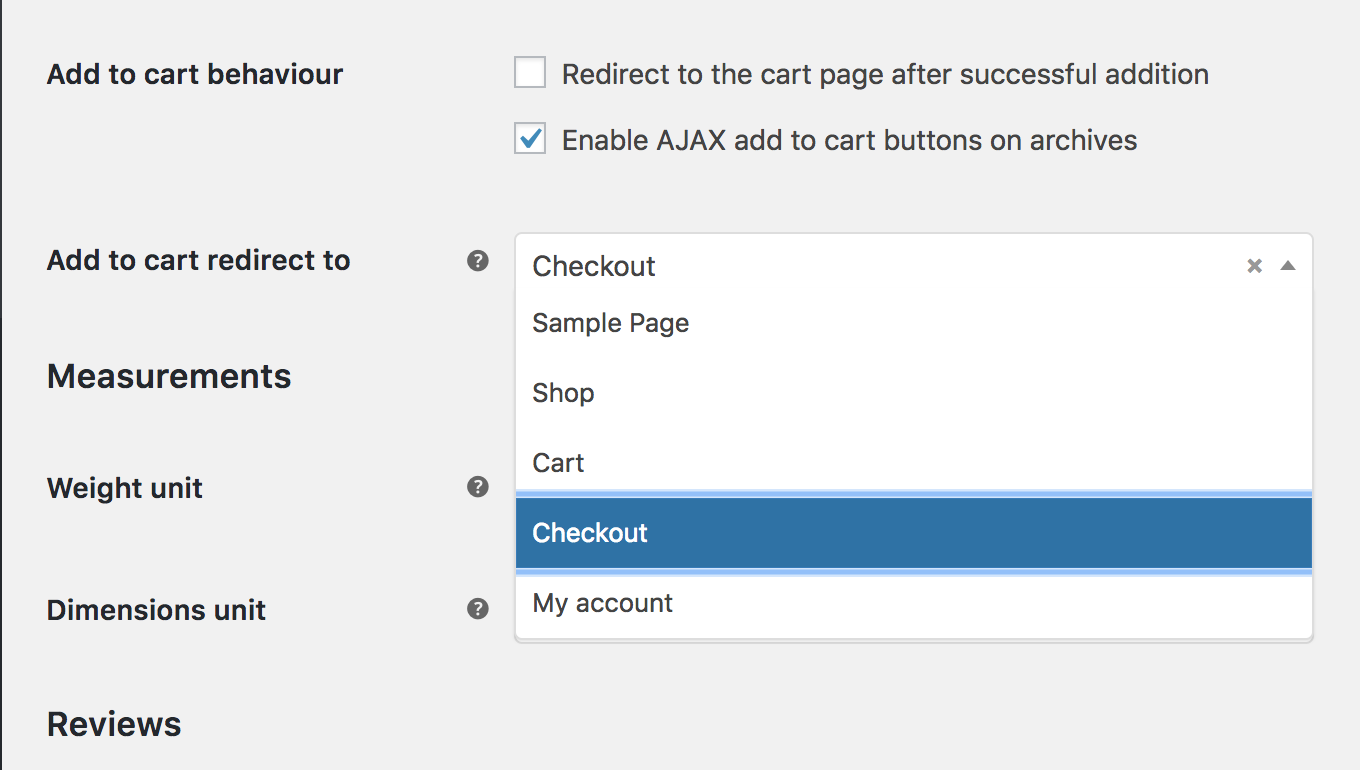 Add to cart behaviour
Redirect to the cart page after successful addition
Enable AJAX add to cart buttons on archives
Add to cart redirect to
?
Checkout
Sample Page
Shop
Cart
Checkout
My account
Measurements
Weight unit
?
Dimensions unit
?
Reviews